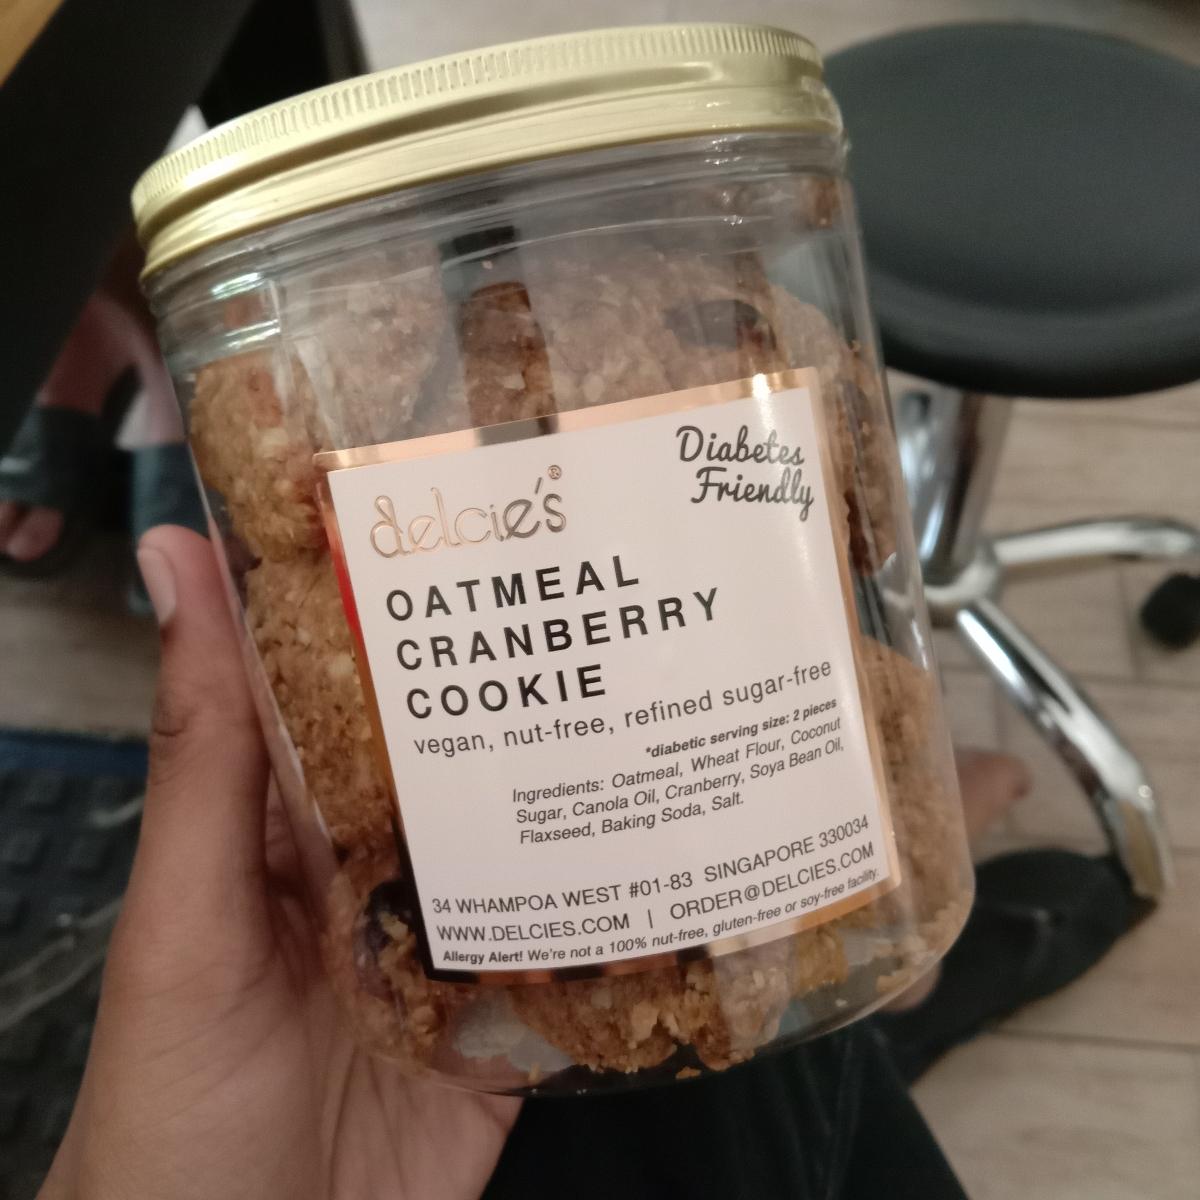 delcie's®
Diabetes
Friendly
OATMEAL
CRANBERRY
COOKIE
vegan, nut-free, refined sugar-free
*diabetic serving size: 2 pieces
Ingredients: Oatmeal, Wheat Flour, Coconut
Sugar, Canola Oil, Cranberry, Soya Bean Oil,
Flaxseed, Baking Soda, Salt.
34 WHAMPOA WEST #01-83 SINGAPORE 330034
WWW.DELCIES.COM | ORDER@DELCIES.COM
Allergy Alert! We're not a 100% nut-free, gluten-free or soy-free facility.